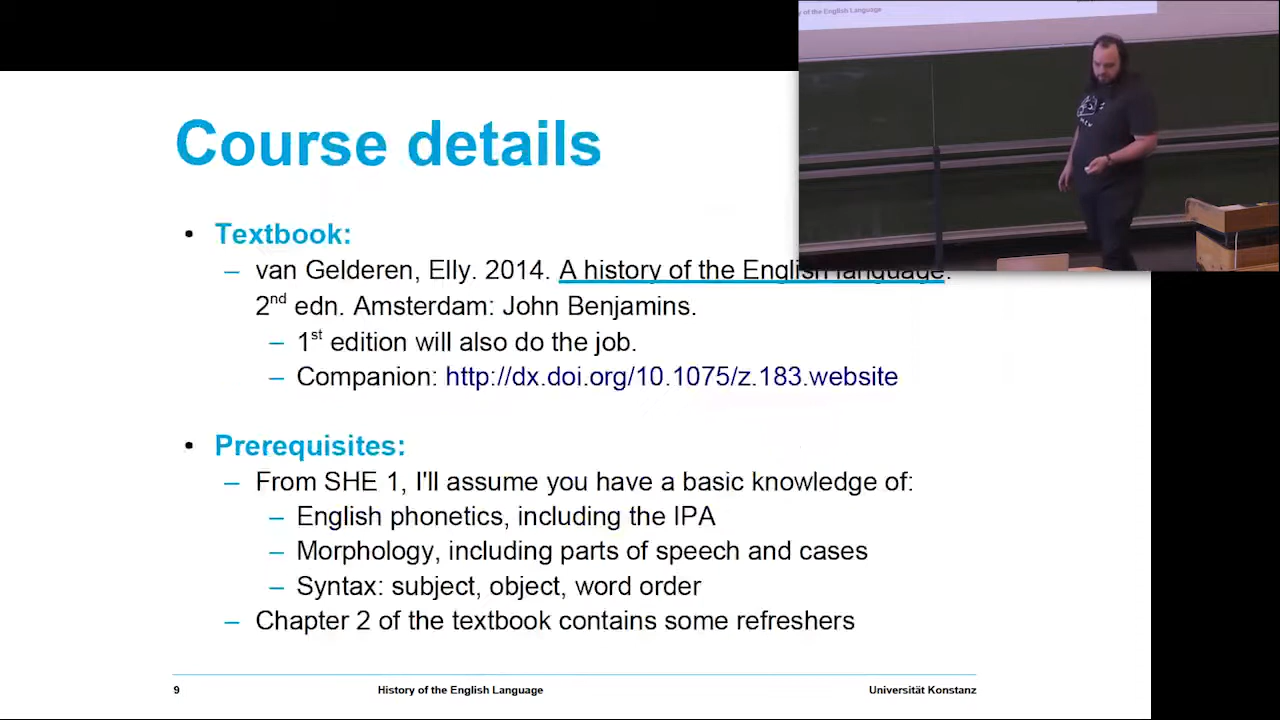 of the English Language
Course details
• Textbook:
– van Gelderen, Elly. 2014. A history of the English language.
2nd edn. Amsterdam: John Benjamins.
– 1st edition will also do the job.
– Companion: http://dx.doi.org/10.1075/z.183.website
• Prerequisites:
– From SHE 1, I'll assume you have a basic knowledge of:
– English phonetics, including the IPA
– Morphology, including parts of speech and cases
– Syntax: subject, object, word order
– Chapter 2 of the textbook contains some refreshers
9 History of the English Language Universität Konstanz